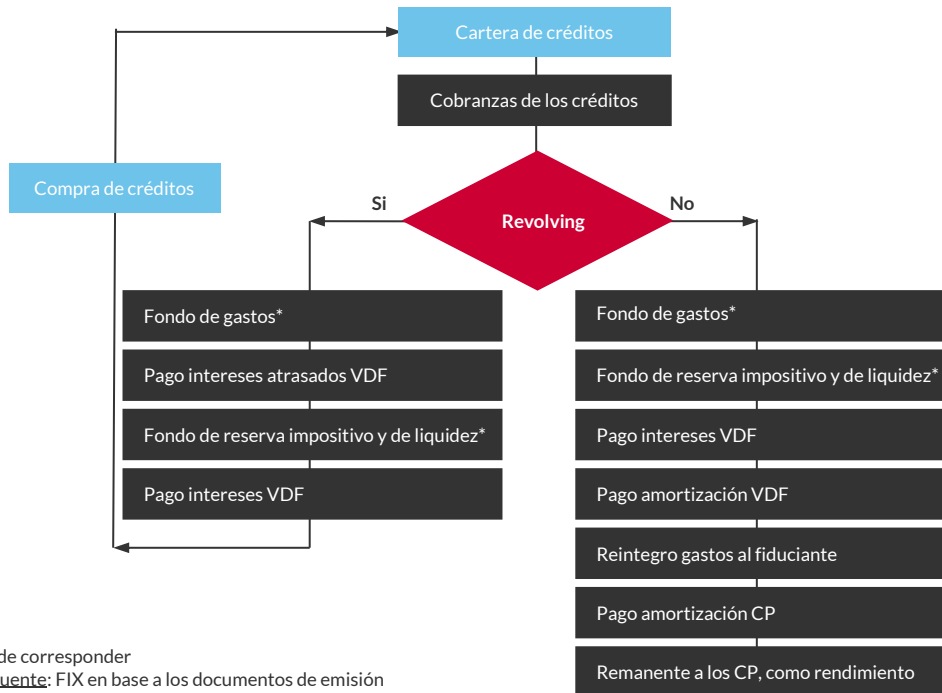 Cartera de créditos
Cobranzas de los créditos
Compra de créditos
Si
Revolving
No
Fondo de gastos*
Pago intereses atrasados VDF
Fondo de reserva impositivo y de liquidez*
Pago intereses VDF
Fondo de gastos*
Fondo de reserva impositivo y de liquidez*
Pago intereses VDF
Pago amortización VDF
Reintegro gastos al fiduciante
Pago amortización CP
Remanente a los CP, como rendimiento
de corresponder
uente: FIX en base a los documentos de emisión